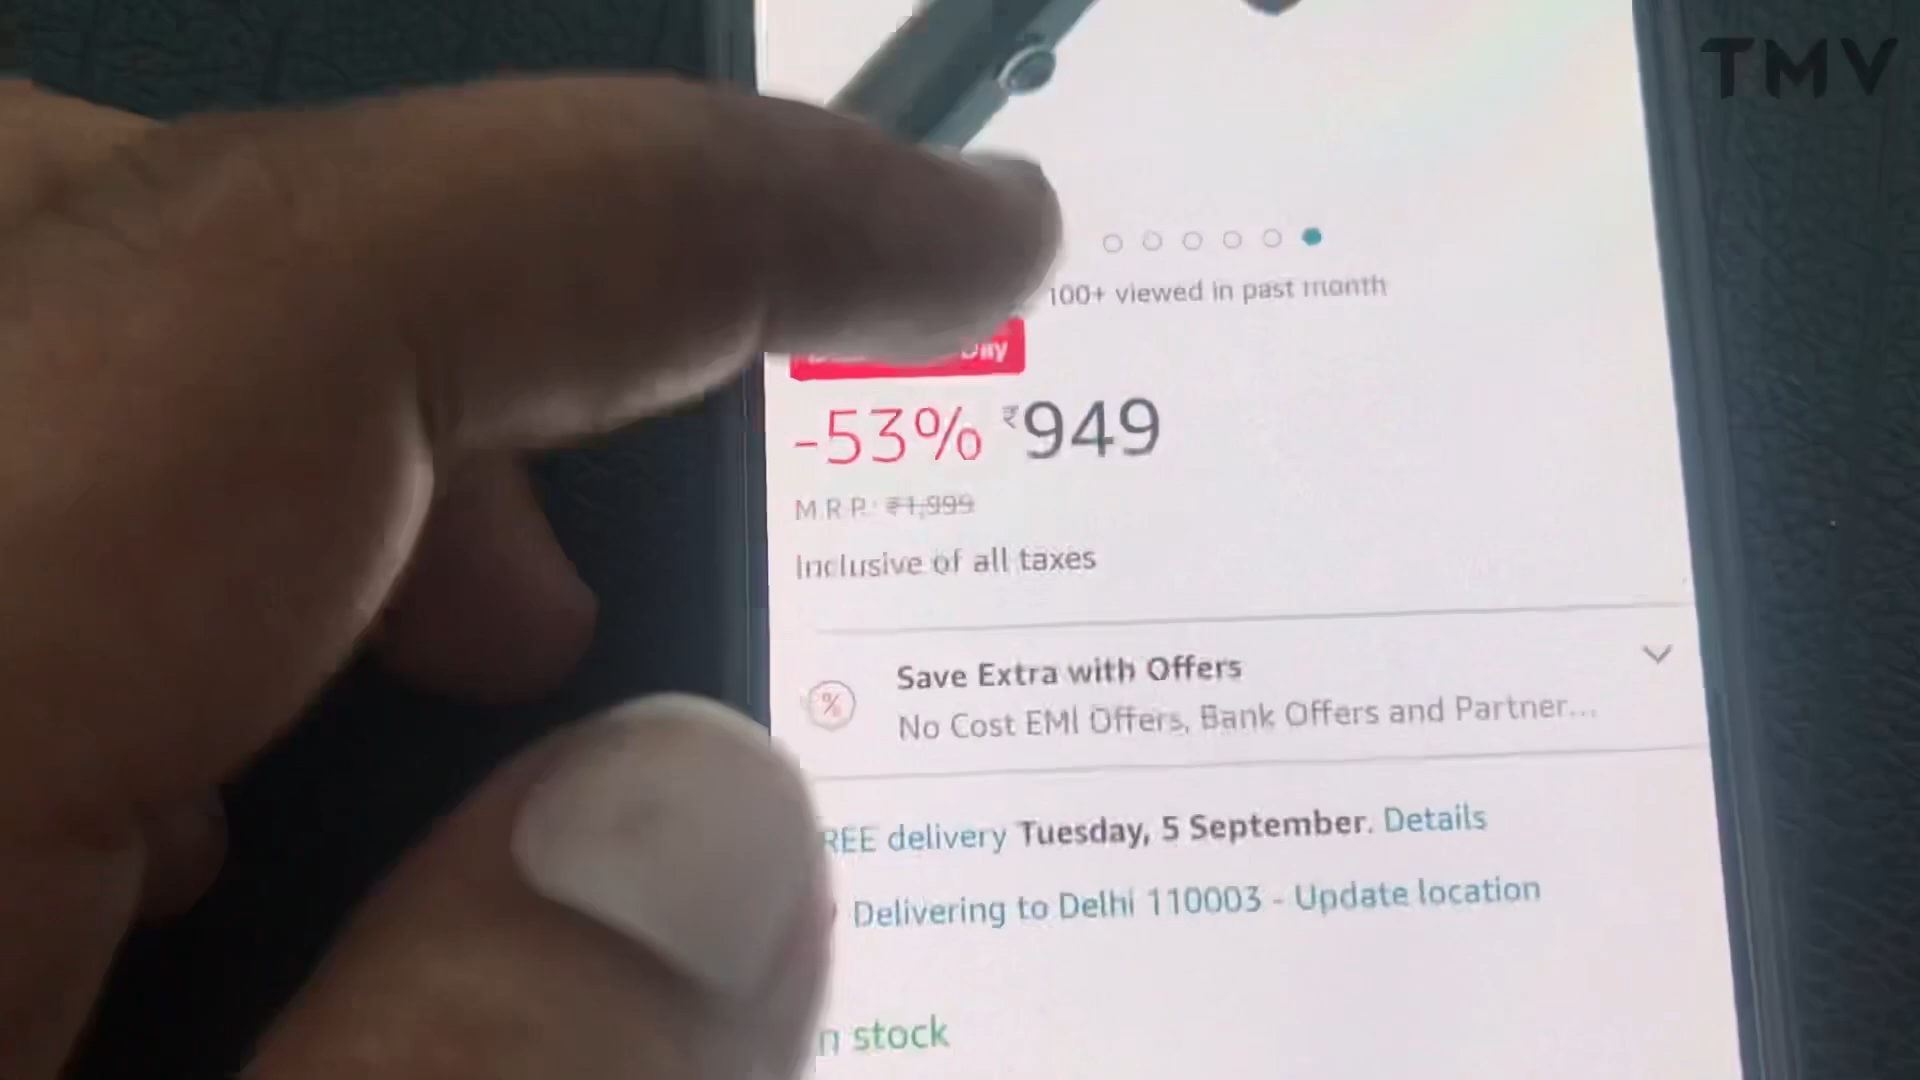 TMV
100+ viewed in past month
Day
-53% ₹949
M.R.P.: ₹1,999
Inclusive of all taxes
Save Extra with Offers
No Cost EMI Offers, Bank Offers and Partner...
%
REE delivery Tuesday, 5 September. Details
Delivering to Delhi 110003 - Update location
n stock